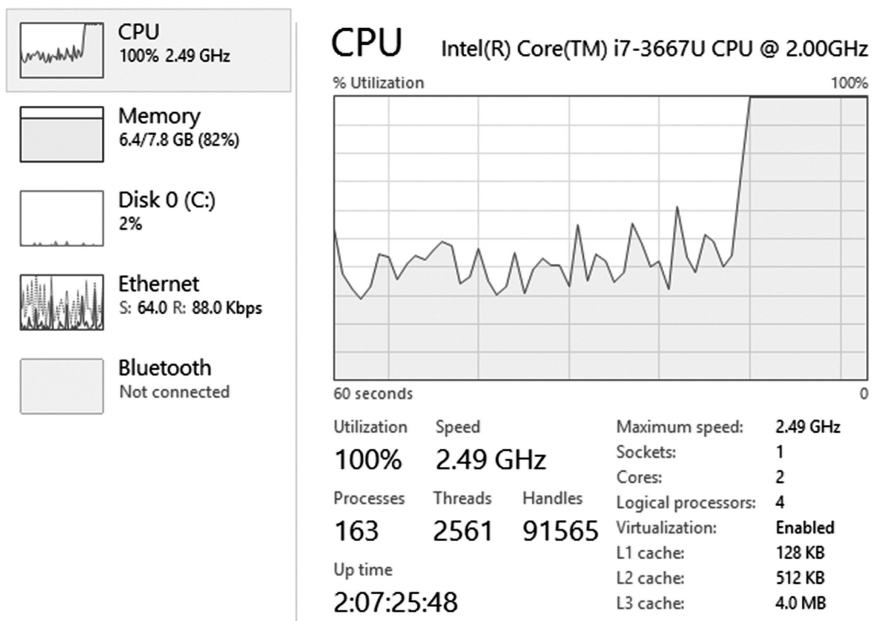 CPU
100% 2.49 GHz
Memory
6.4/7.8 GB (82%)
Disk 0 (C:)
2%
Ethernet
S: 64.0 R: 88.0 Kbps
Bluetooth
Not connected
CPU Intel(R) Core(TM) i7-3667U CPU @ 2.00GHz
% Utilization 100%
60 seconds 0
Utilization Speed
100% 2.49 GHz
Processes Threads Handles
163 2561 91565
Up time
2:07:25:48
Maximum speed: 2.49 GHz
Sockets: 1
Cores: 2
Logical processors: 4
Virtualization: Enabled
L1 cache: 128 KB
L2 cache: 512 KB
L3 cache: 4.0 MB